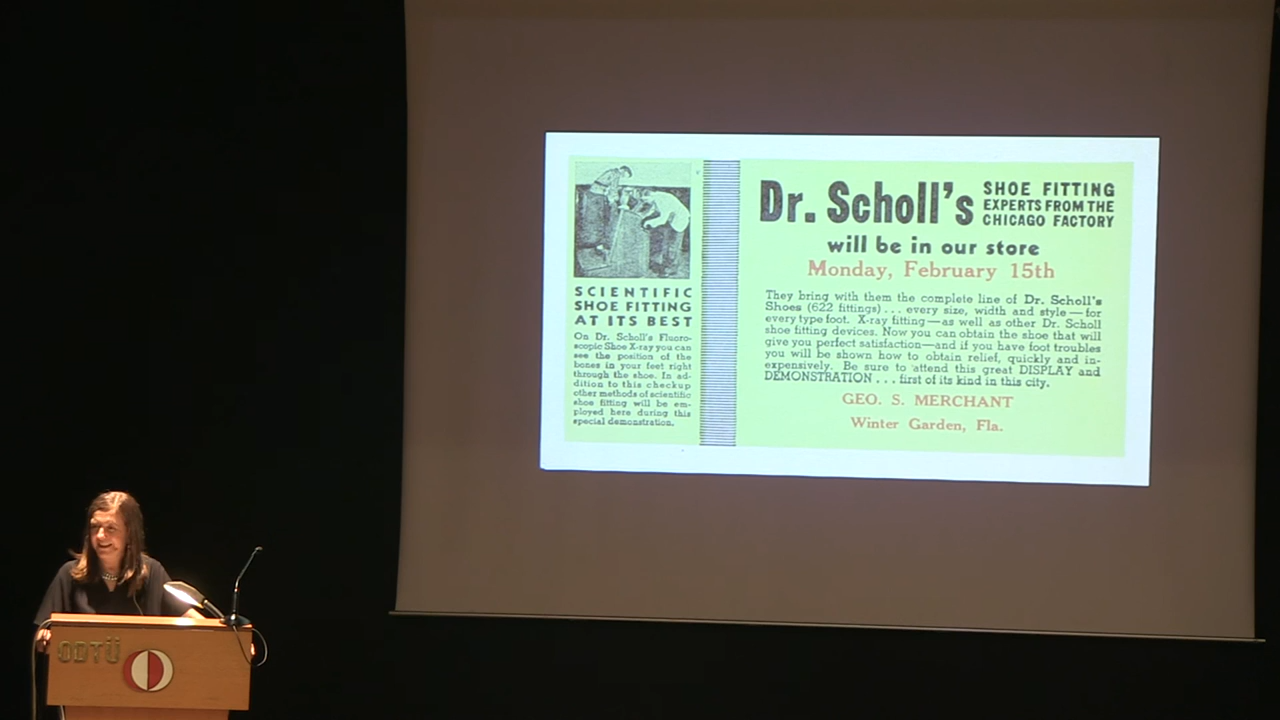 SCIENTIFIC
SHOE FITTING
AT ITS BEST
On Dr. Scholl's Fluoro-
scopic Shoe X-ray you can
see the position of the
bones in your feet right
through the shoe. In ad-
dition to this checkup
other methods of scientific
shoe fitting will be em-
ployed here during this
special demonstration.
Dr. Scholl's
SHOE FITTING
EXPERTS FROM THE
CHICAGO FACTORY
will be in our store
Monday, February 15th
They bring with them the complete line of Dr. Scholl's
Shoes (622 fittings) . . . every size, width and style — for
every type foot. X-ray fitting — as well as other Dr. Scholl
shoe fitting devices. Now you can obtain the shoe that will
give you perfect satisfaction—and if you have foot troubles
you will be shown how to obtain relief, quickly and in-
expensively. Be sure to attend this great DISPLAY and
DEMONSTRATION . . . first of its kind in this city.
GEO. S. MERCHANT
Winter Garden, Fla.
ODTÜ